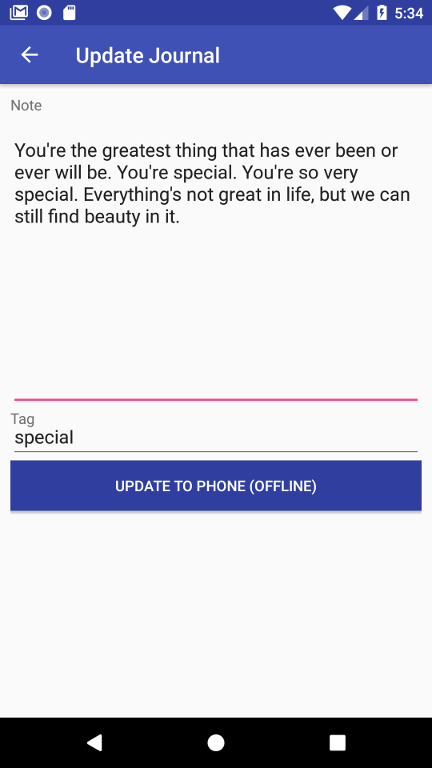 5:34
Update Journal
Note
You're the greatest thing that has ever been or
ever will be. You're special. You're so very
special. Everything's not great in life, but we can
still find beauty in it.
Tag
special
UPDATE TO PHONE (OFFLINE)